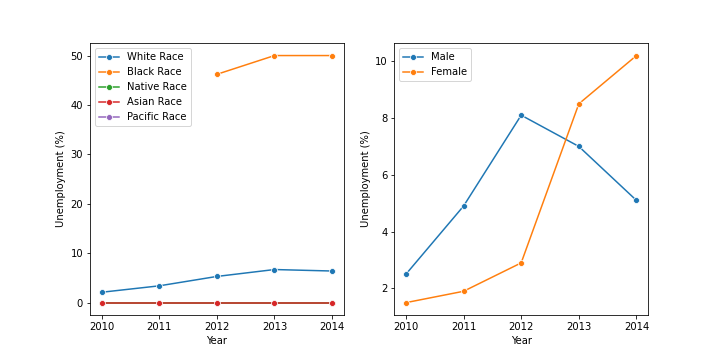 White Race
Black Race
Native Race
Asian Race
Pacific Race
Unemployment (%)
50
40
30
20
10
0
2010 2011 2012 2013 2014
Year
Male
Female
Unemployment (%)
10
8
6
4
2
2010 2011 2012 2013 2014
Year